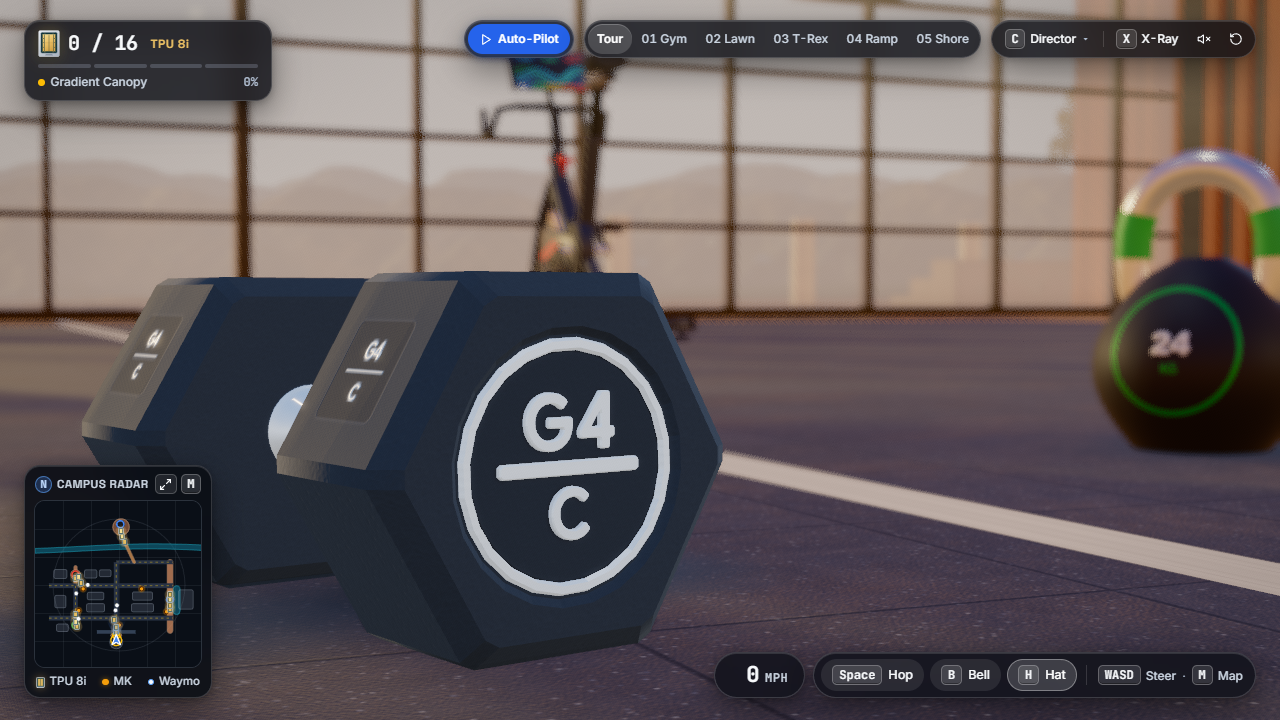 0 / 16 TPU 8i
Gradient Canopy 0%
Auto-Pilot
Tour 01 Gym 02 Lawn 03 T-Rex 04 Ramp 05 Shore
C Director X X-Ray
G4
C
G4
C
G4
C
24
N CAMPUS RADAR M
TPU 8i MK Waymo
0 MPH
Space Hop B Bell H Hat WASD Steer · M Map